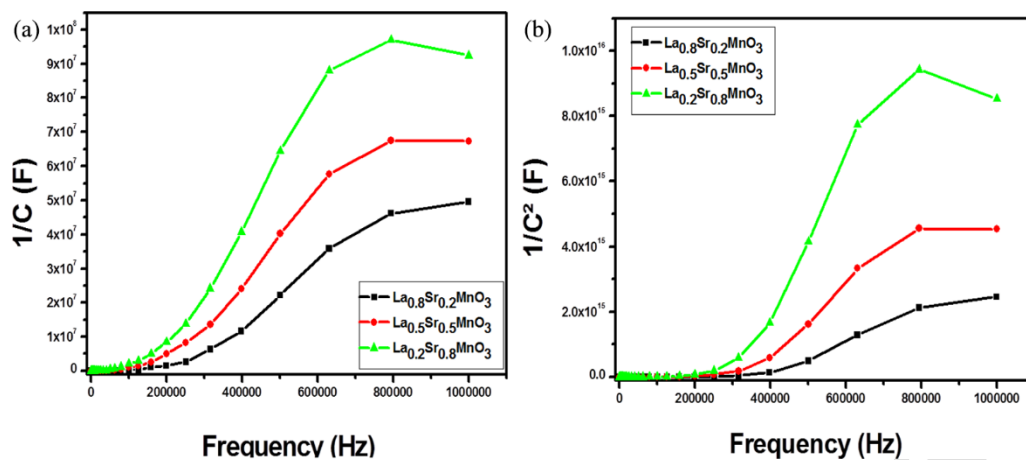 (a)
1/C (F)
1x10⁸
9x10⁷
8x10⁷
7x10⁷
6x10⁷
5x10⁷
4x10⁷
3x10⁷
2x10⁷
1x10⁷
0
0 200000 400000 600000 800000 1000000
Frequency (Hz)
La₀.₈Sr₀.₂MnO₃
La₀.₅Sr₀.₅MnO₃
La₀.₂Sr₀.₈MnO₃
(b)
1/C² (F)
1.0x10¹⁶
8.0x10¹⁵
6.0x10¹⁵
4.0x10¹⁵
2.0x10¹⁵
0.0
0 200000 400000 600000 800000 1000000
Frequency (Hz)
La₀.₈Sr₀.₂MnO₃
La₀.₅Sr₀.₅MnO₃
La₀.₂Sr₀.₈MnO₃